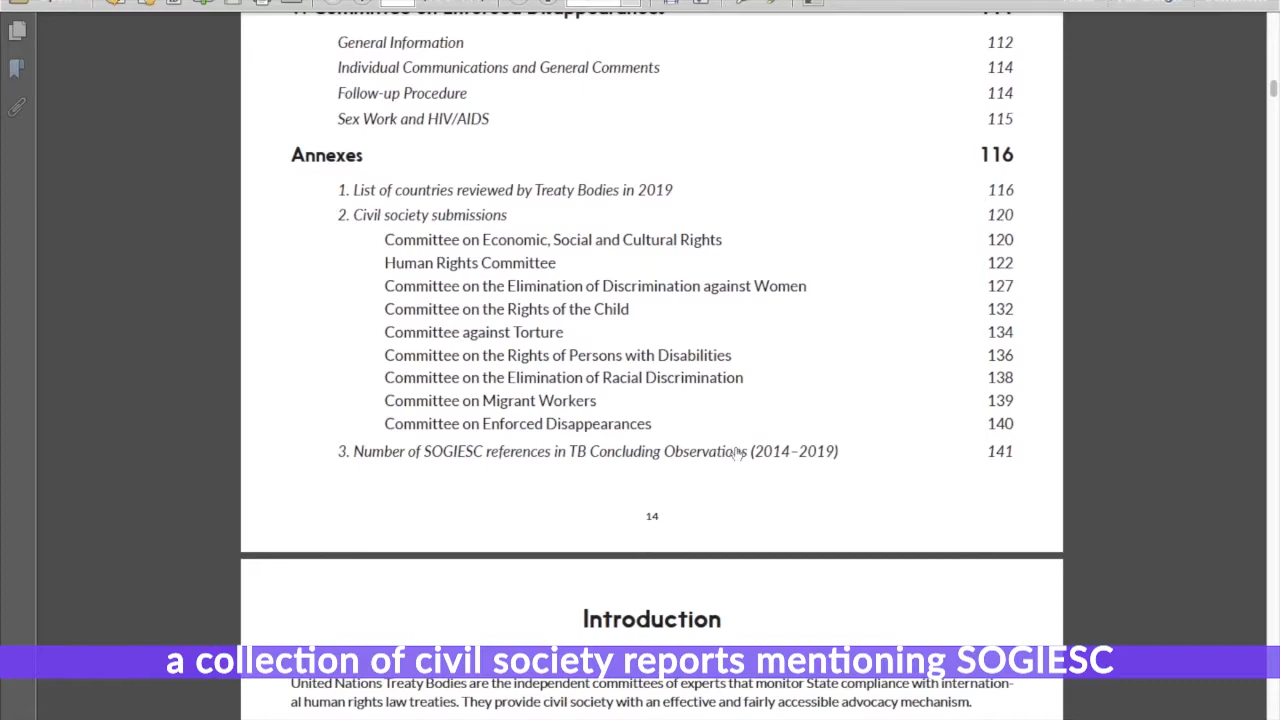 General Information 112
Individual Communications and General Comments 114
Follow-up Procedure 114
Sex Work and HIV/AIDS 115
Annexes 116
1. List of countries reviewed by Treaty Bodies in 2019 116
2. Civil society submissions 120
Committee on Economic, Social and Cultural Rights 120
Human Rights Committee 122
Committee on the Elimination of Discrimination against Women 127
Committee on the Rights of the Child 132
Committee against Torture 134
Committee on the Rights of Persons with Disabilities 136
Committee on the Elimination of Racial Discrimination 138
Committee on Migrant Workers 139
Committee on Enforced Disappearances 140
3. Number of SOGIESC references in TB Concluding Observations (2014–2019) 141
14
Introduction
a collection of civil society reports mentioning SOGIESC
United Nations Treaty Bodies are the independent committees of experts that monitor State compliance with internation-
al human rights law treaties. They provide civil society with an effective and fairly accessible advocacy mechanism.